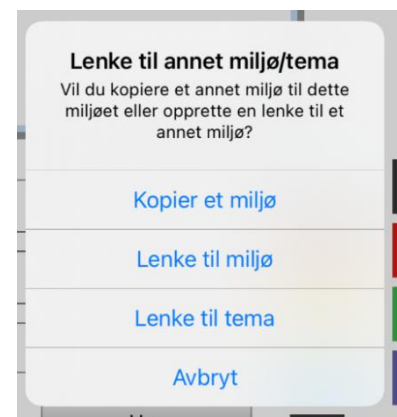 Lenke til annet miljø/tema
Vil du kopiere et annet miljø til dette
miljøet eller opprette en lenke til et
annet miljø?
Kopier et miljø
Lenke til miljø
Lenke til tema
Avbryt